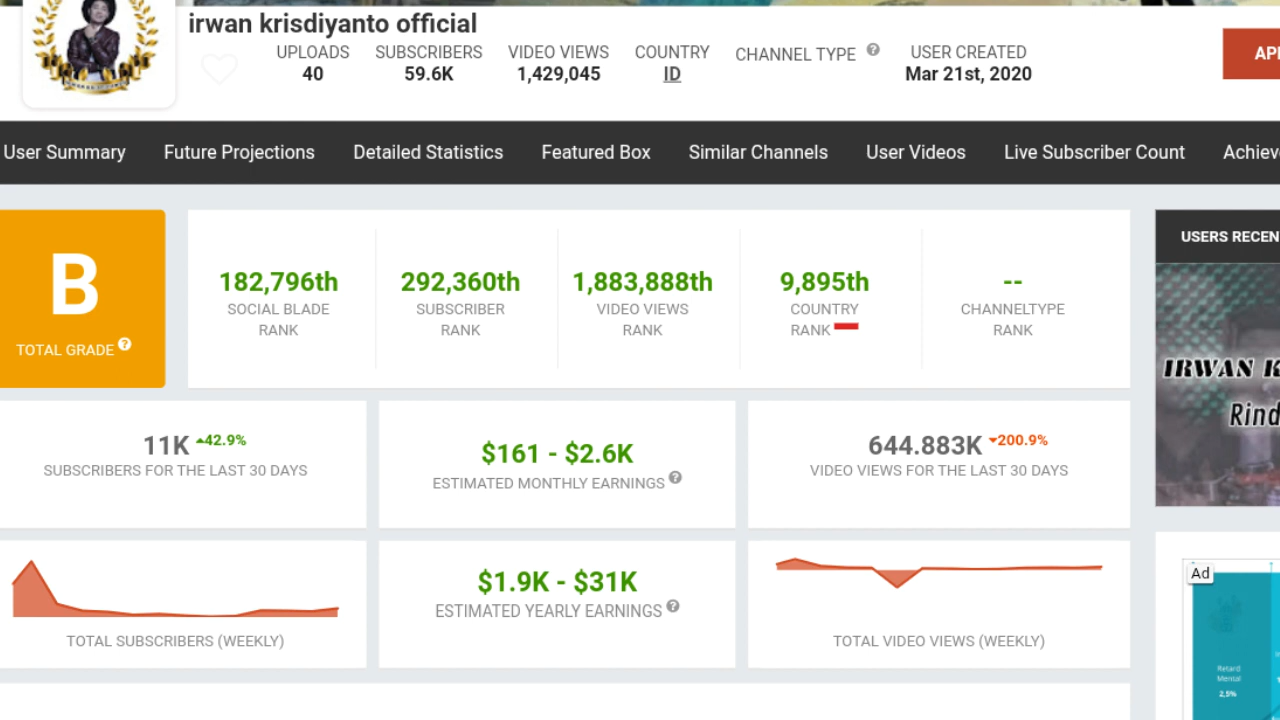 irwan krisdiyanto official
UPLOADS
40
SUBSCRIBERS
59.6K
VIDEO VIEWS
1,429,045
COUNTRY
ID
CHANNEL TYPE
USER CREATED
Mar 21st, 2020
User Summary
Future Projections
Detailed Statistics
Featured Box
Similar Channels
User Videos
Live Subscriber Count
B
TOTAL GRADE
182,796th
SOCIAL BLADE
RANK
292,360th
SUBSCRIBER
RANK
1,883,888th
VIDEO VIEWS
RANK
9,895th
COUNTRY
RANK
--
CHANNELTYPE
RANK
USERS RECEN
11K 42.9%
SUBSCRIBERS FOR THE LAST 30 DAYS
$161 - $2.6K
ESTIMATED MONTHLY EARNINGS
644.883K 200.9%
VIDEO VIEWS FOR THE LAST 30 DAYS
IRWAN K
Rind
TOTAL SUBSCRIBERS (WEEKLY)
$1.9K - $31K
ESTIMATED YEARLY EARNINGS
TOTAL VIDEO VIEWS (WEEKLY)
Ad
Retard
Mental
2,5%